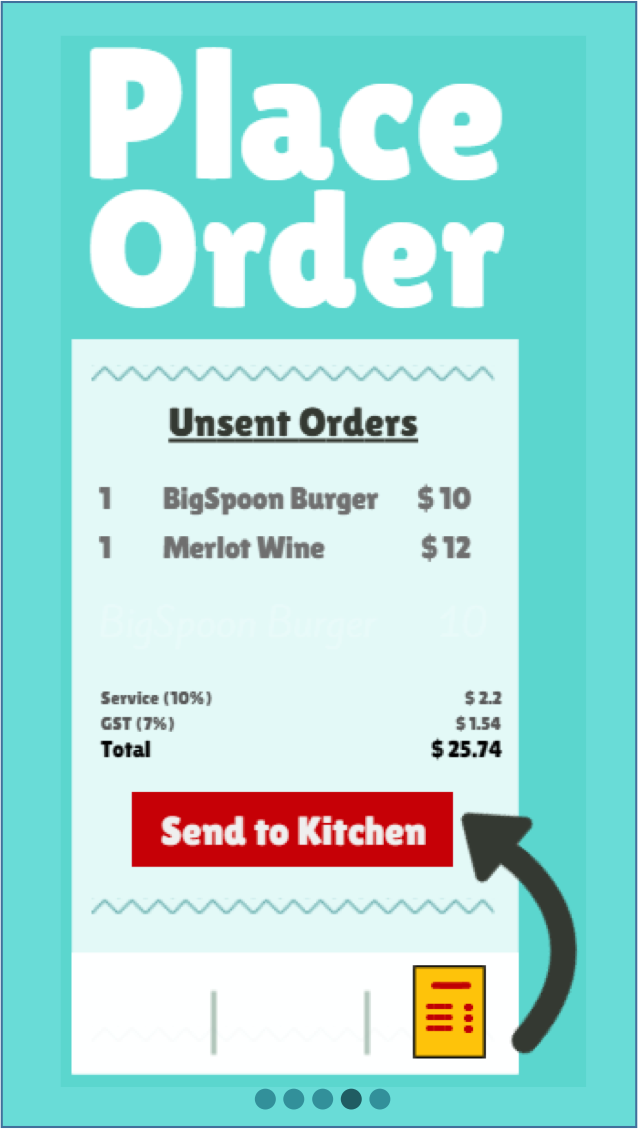 Place
Order
Unsent Orders
1 BigSpoon Burger $ 10
1 Merlot Wine $ 12
BigSpoon Burger 10
Service (10%) $ 2.2
GST (7%) $ 1.54
Total $ 25.74
Send to Kitchen